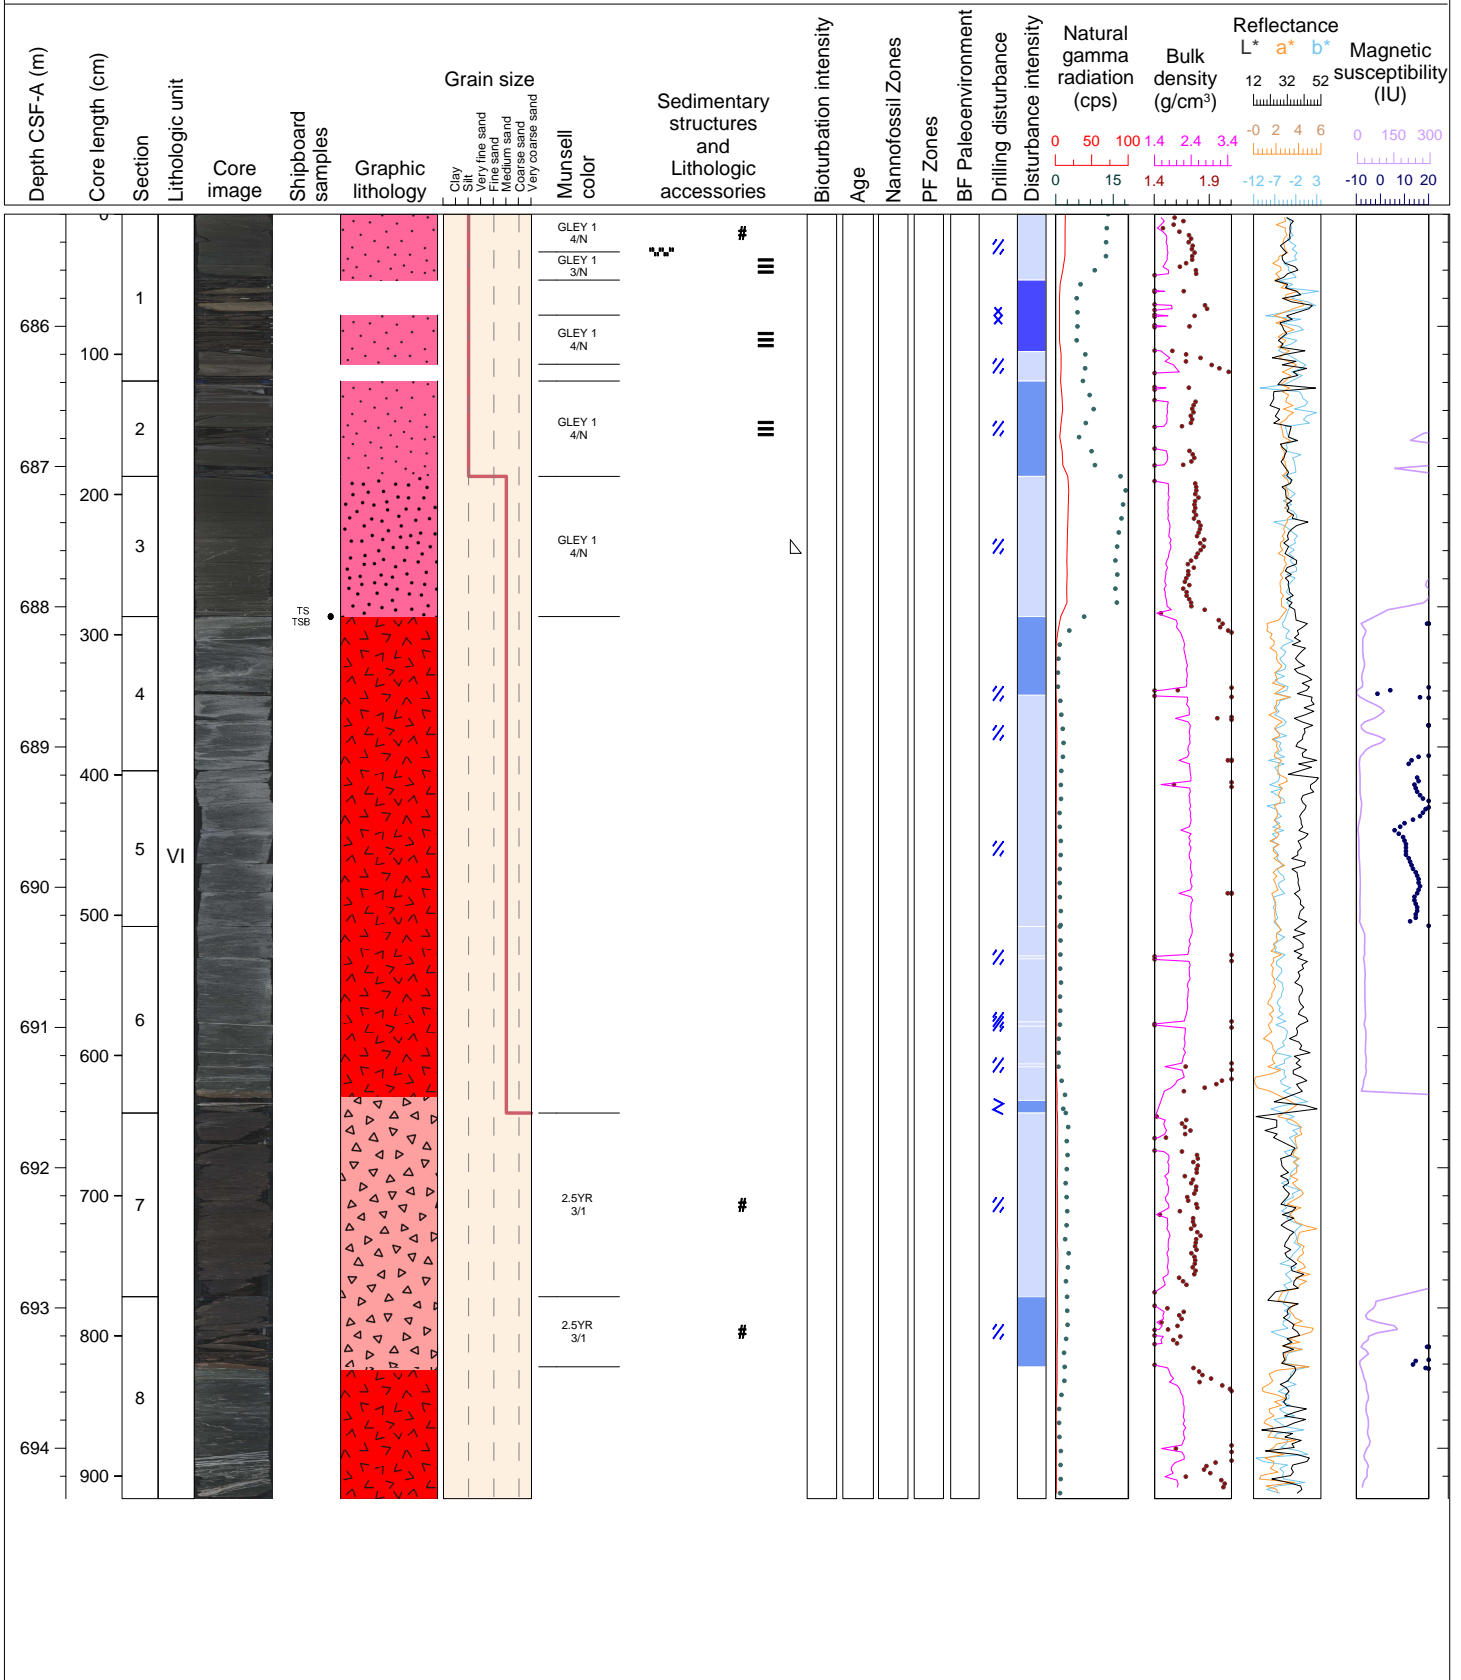 Depth CSF-A (m)
Core length (cm)
Section
Lithologic unit
Core
image
Shipboard
samples
Graphic
lithology
Grain size
Clay
Silt
Very fine sand
Fine sand
Medium sand
Coarse sand
Very coarse sand
Munsell
color
Sedimentary
structures
and
Lithologic
accessories
Bioturbation intensity
Age
Nannofossil Zones
PF Zones
BF Paleoenvironment
Drilling disturbance
Disturbance intensity
Natural
gamma
radiation
(cps)
0 50 100
0 15
Bulk
density
(g/cm³)
1.4 2.4 3.4
1.4 1.9
Reflectance
L* a* b*
12 32 52
-0 2 4 6
-12 -7 -2 3
Magnetic
susceptibility
(IU)
0 150 300
-10 0 10 20
686
687
688
689
690
691
692
693
694
0
100
200
300
400
500
600
700
800
900
1
2
3
4
5
6
7
8
VI
TS
TSB
GLEY 1
4/N
GLEY 1
3/N
GLEY 1
4/N
GLEY 1
4/N
GLEY 1
4/N
2.5YR
3/1
2.5YR
3/1